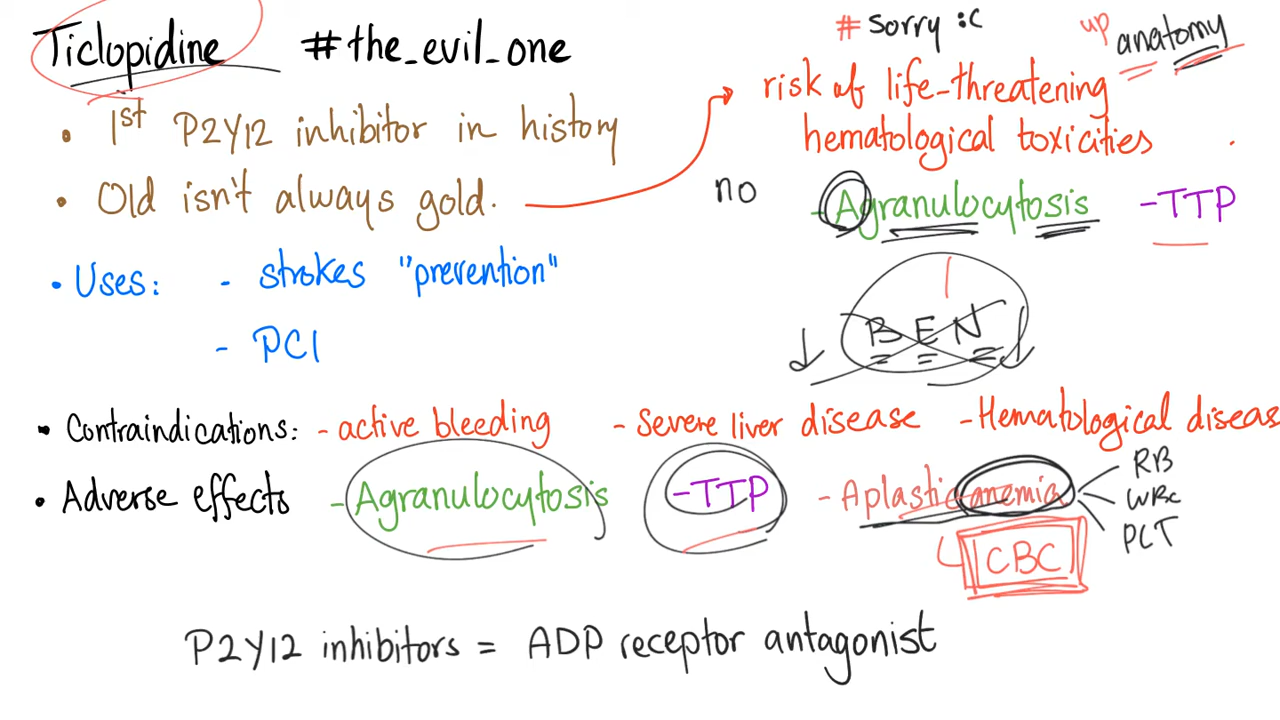 Ticlopidine #the_evil_one
# sorry :c
up anatomy
• 1st P2Y12 inhibitor in history
• Old isn't always gold.
risk of life-threatening
hematological toxicities
no
- Agranulocytosis - TTP
B E N
• Uses: - strokes "prevention"
- PCI
• Contraindications: - active bleeding - Severe liver disease - Hematological diseas
• Adverse effects - Agranulocytosis - TTP - Aplastic anemia
RB
WBC
PLT
CBC
P2Y12 inhibitors = ADP receptor antagonist